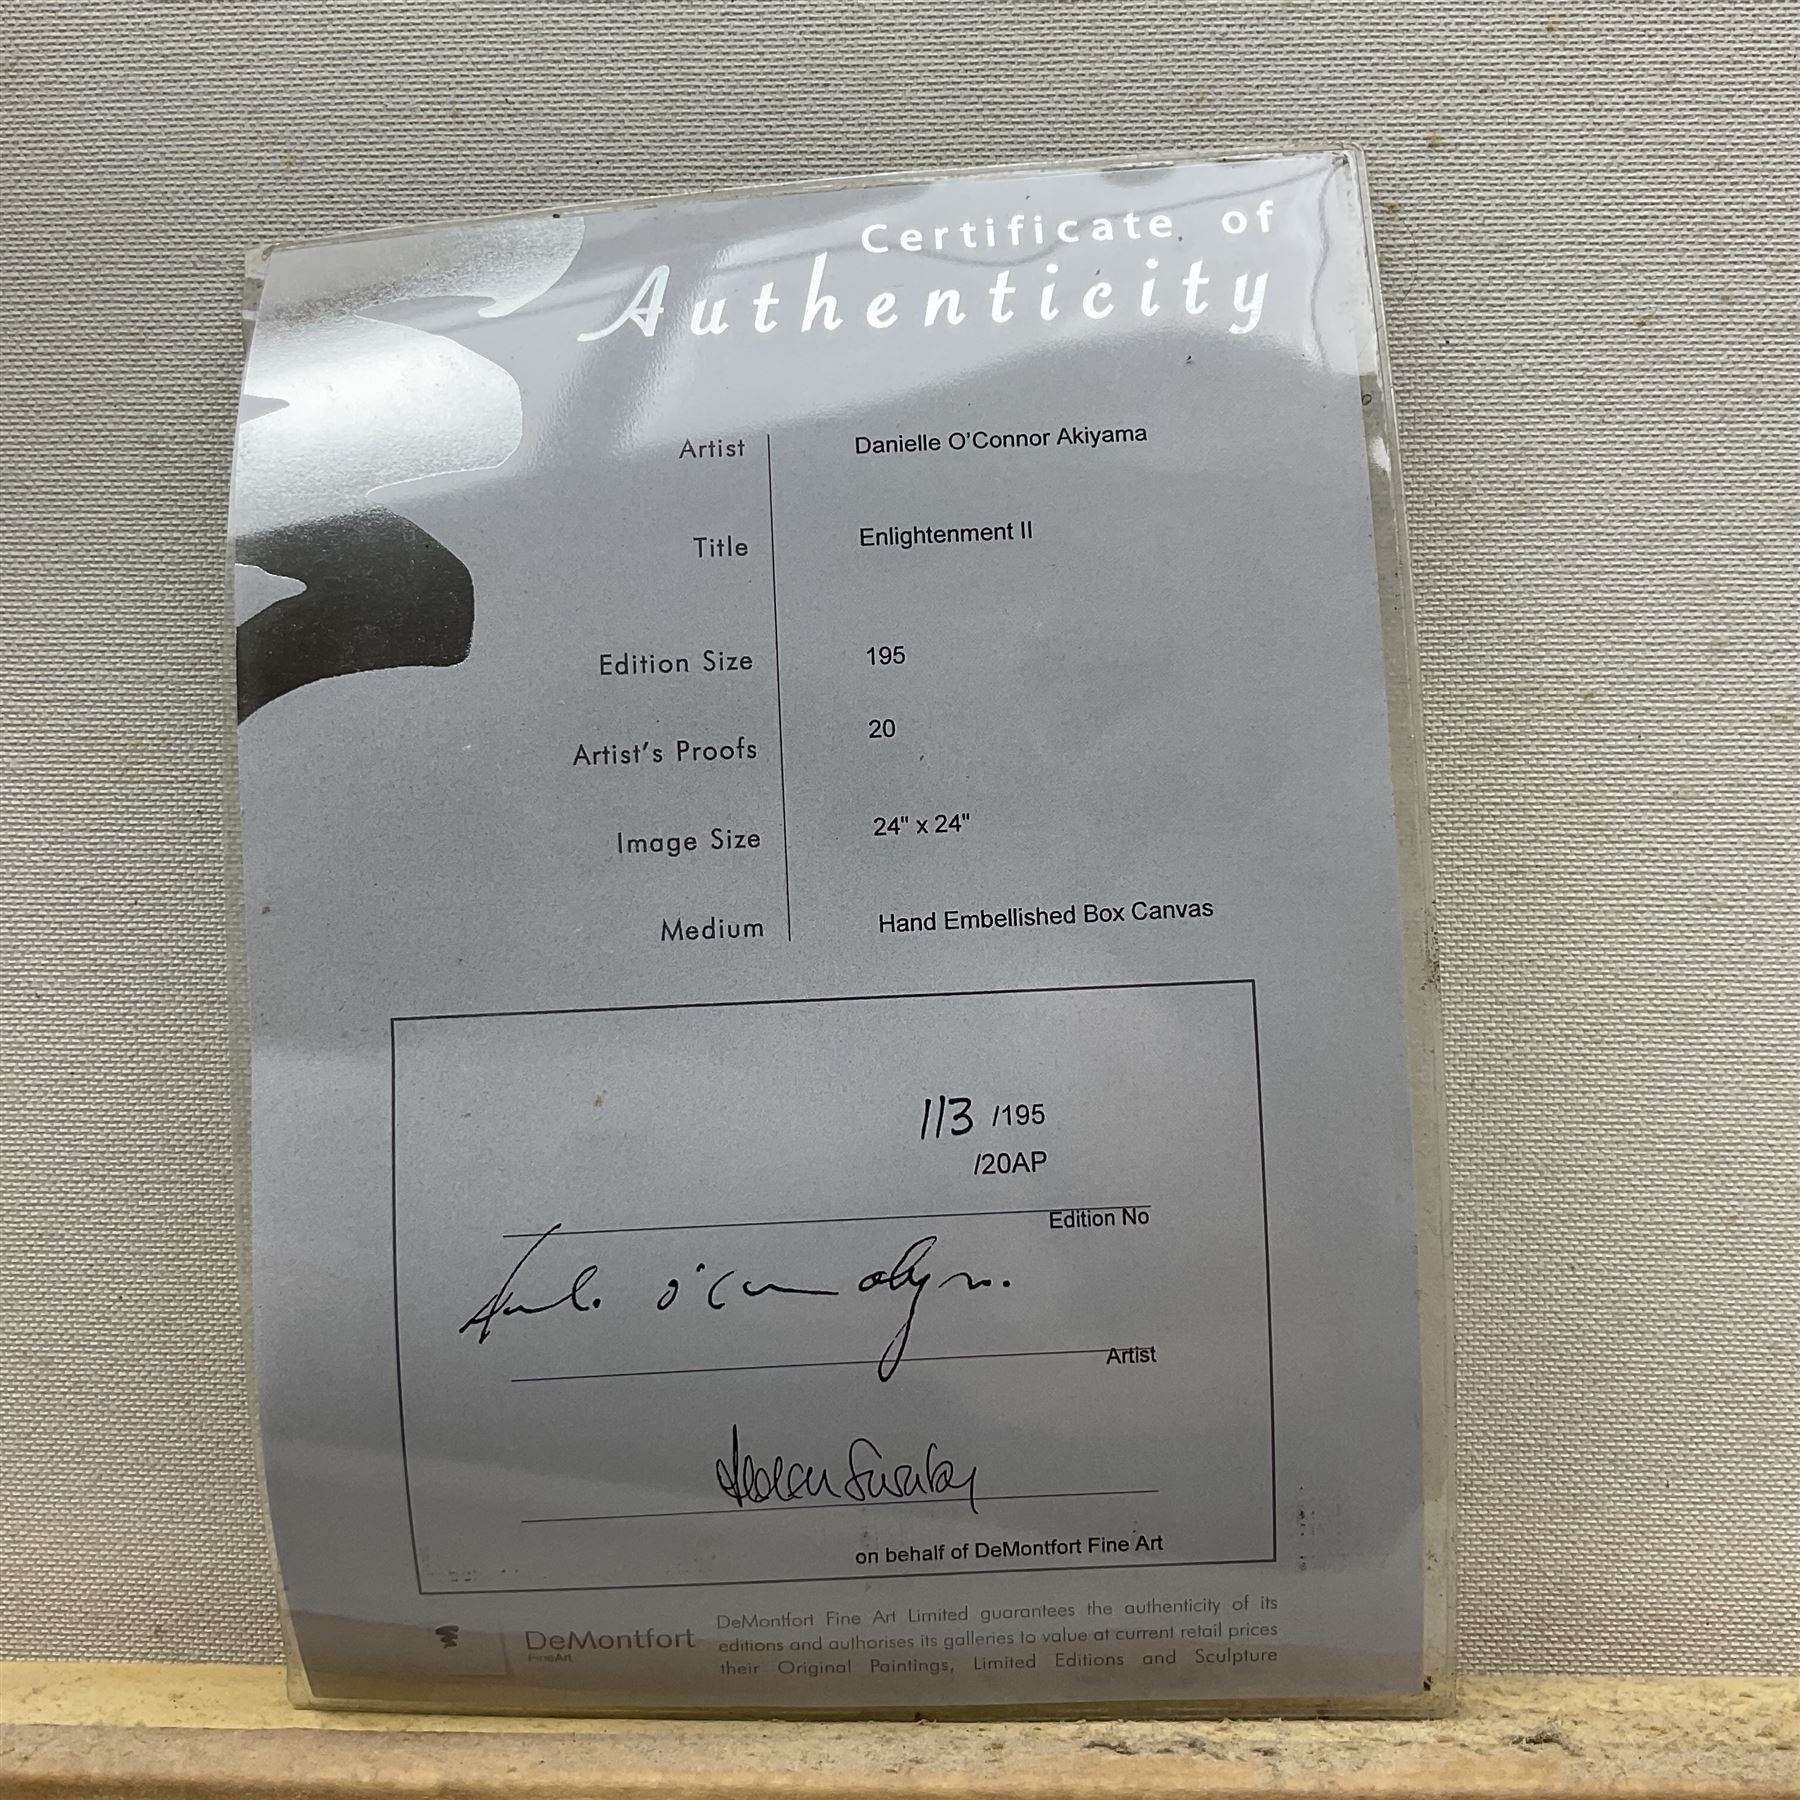 Certificate of
Authenticity
Artist Danielle O'Connor Akiyama
Title Enlightenment II
Edition Size 195
Artist's Proofs 20
Image Size 24" x 24"
Medium Hand Embellished Box Canvas
113 /195
/20AP
Edition No
Artist
on behalf of DeMontfort Fine Art
DeMontfort
FineArt
DeMontfort Fine Art Limited guarantees the authenticity of its
editions and authorises its galleries to value at current retail prices
their Original Paintings, Limited Editions and Sculpture